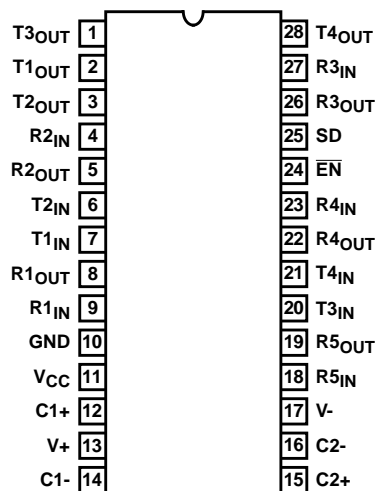 T3OUT 1 28 T4OUT
T1OUT 2 27 R3IN
T2OUT 3 26 R3OUT
R2IN 4 25 SD
R2OUT 5 24 E̅N̅
T2IN 6 23 R4IN
T1IN 7 22 R4OUT
R1OUT 8 21 T4IN
R1IN 9 20 T3IN
GND 10 19 R5OUT
VCC 11 18 R5IN
C1+ 12 17 V-
V+ 13 16 C2-
C1- 14 15 C2+